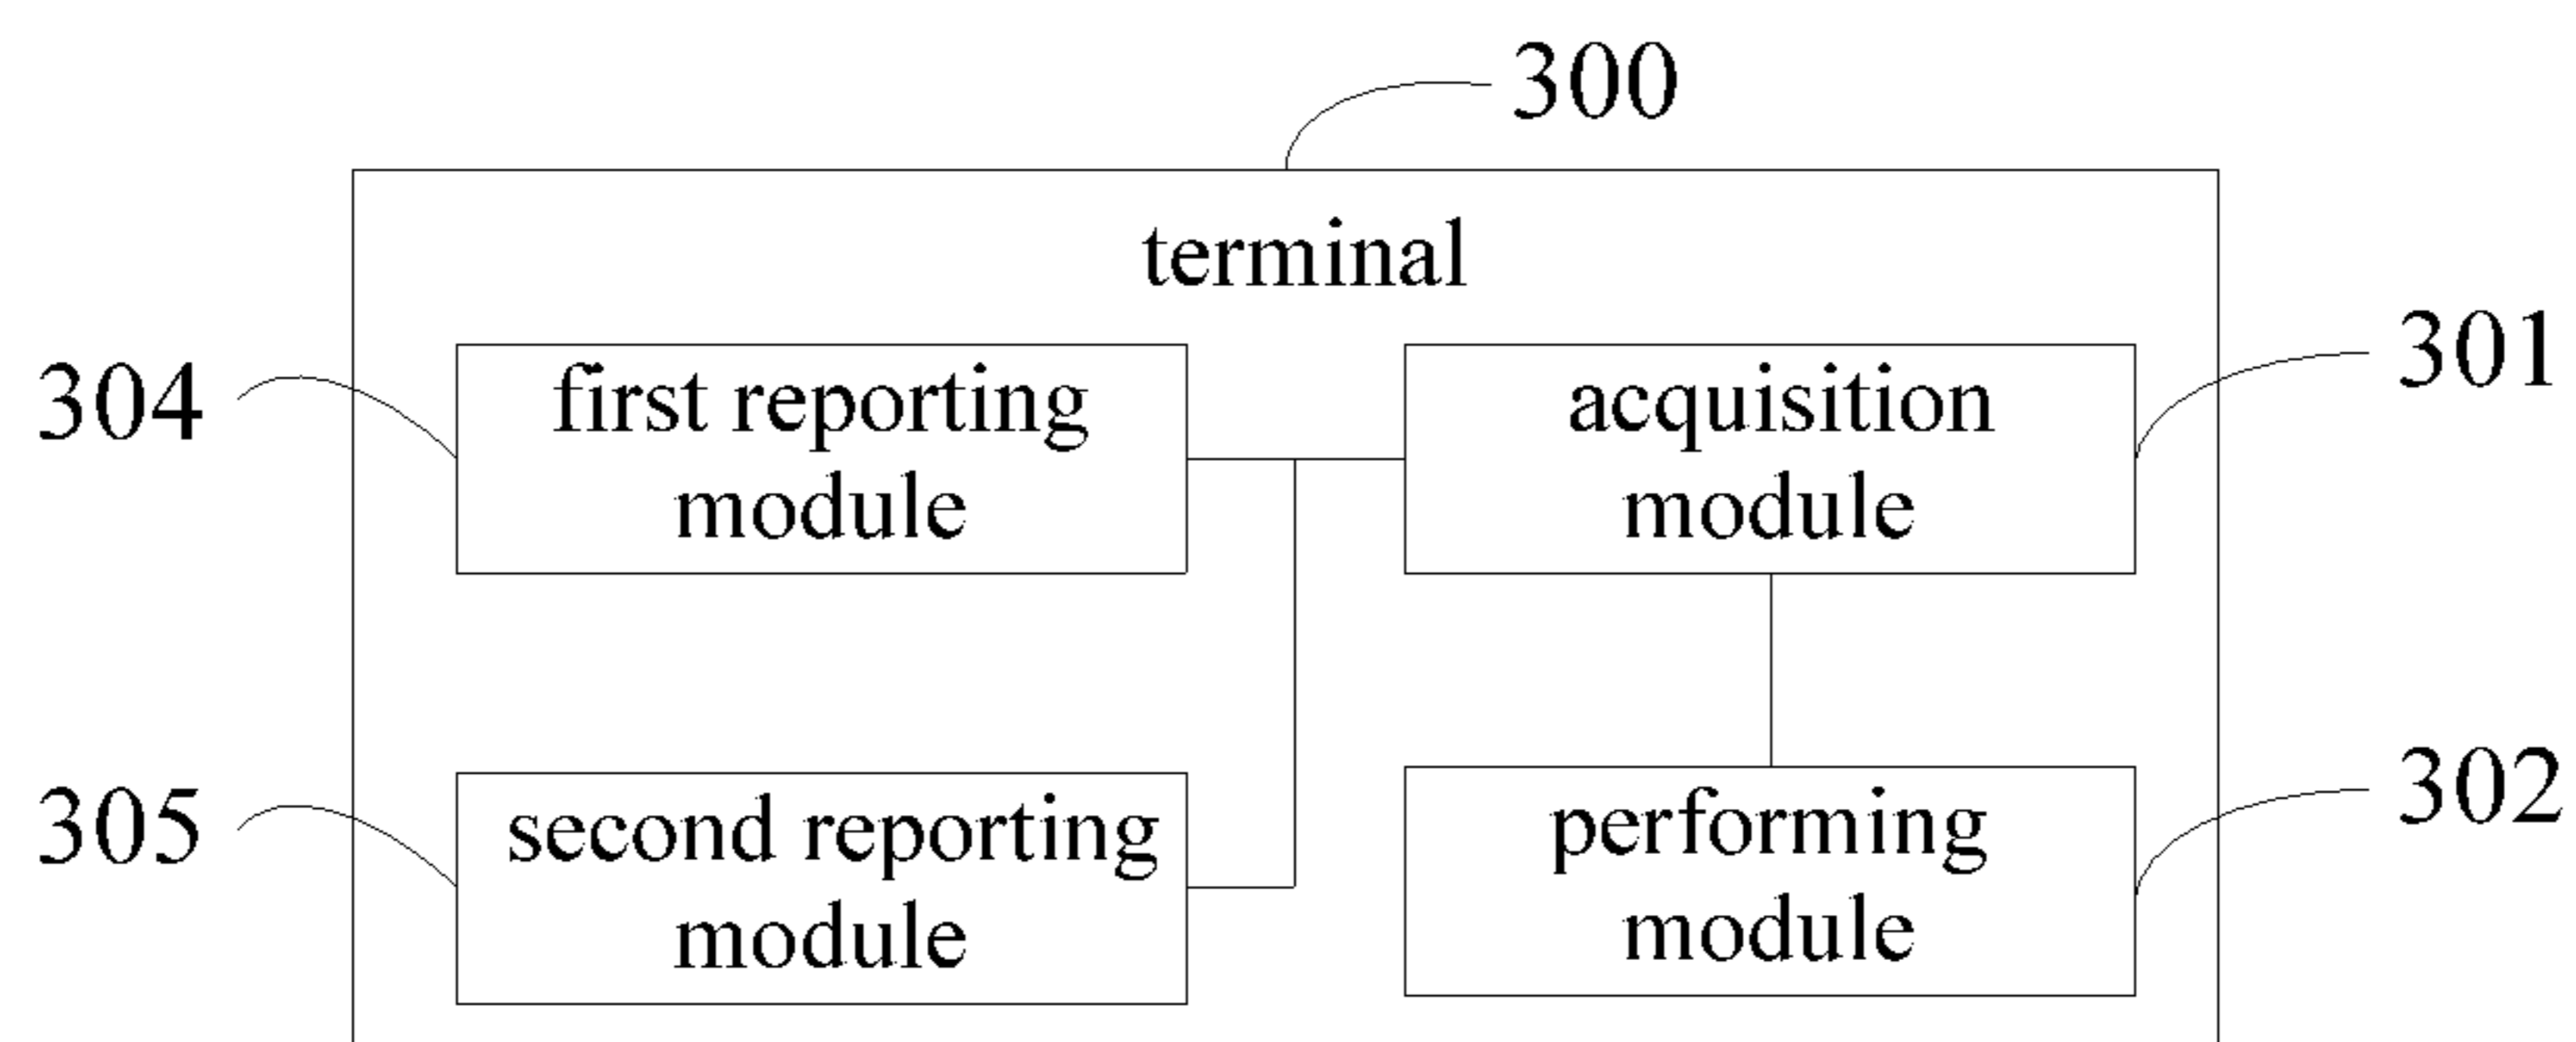 300
terminal
304
first reporting
module
acquisition
module
301
305
second reporting
module
performing
module
302